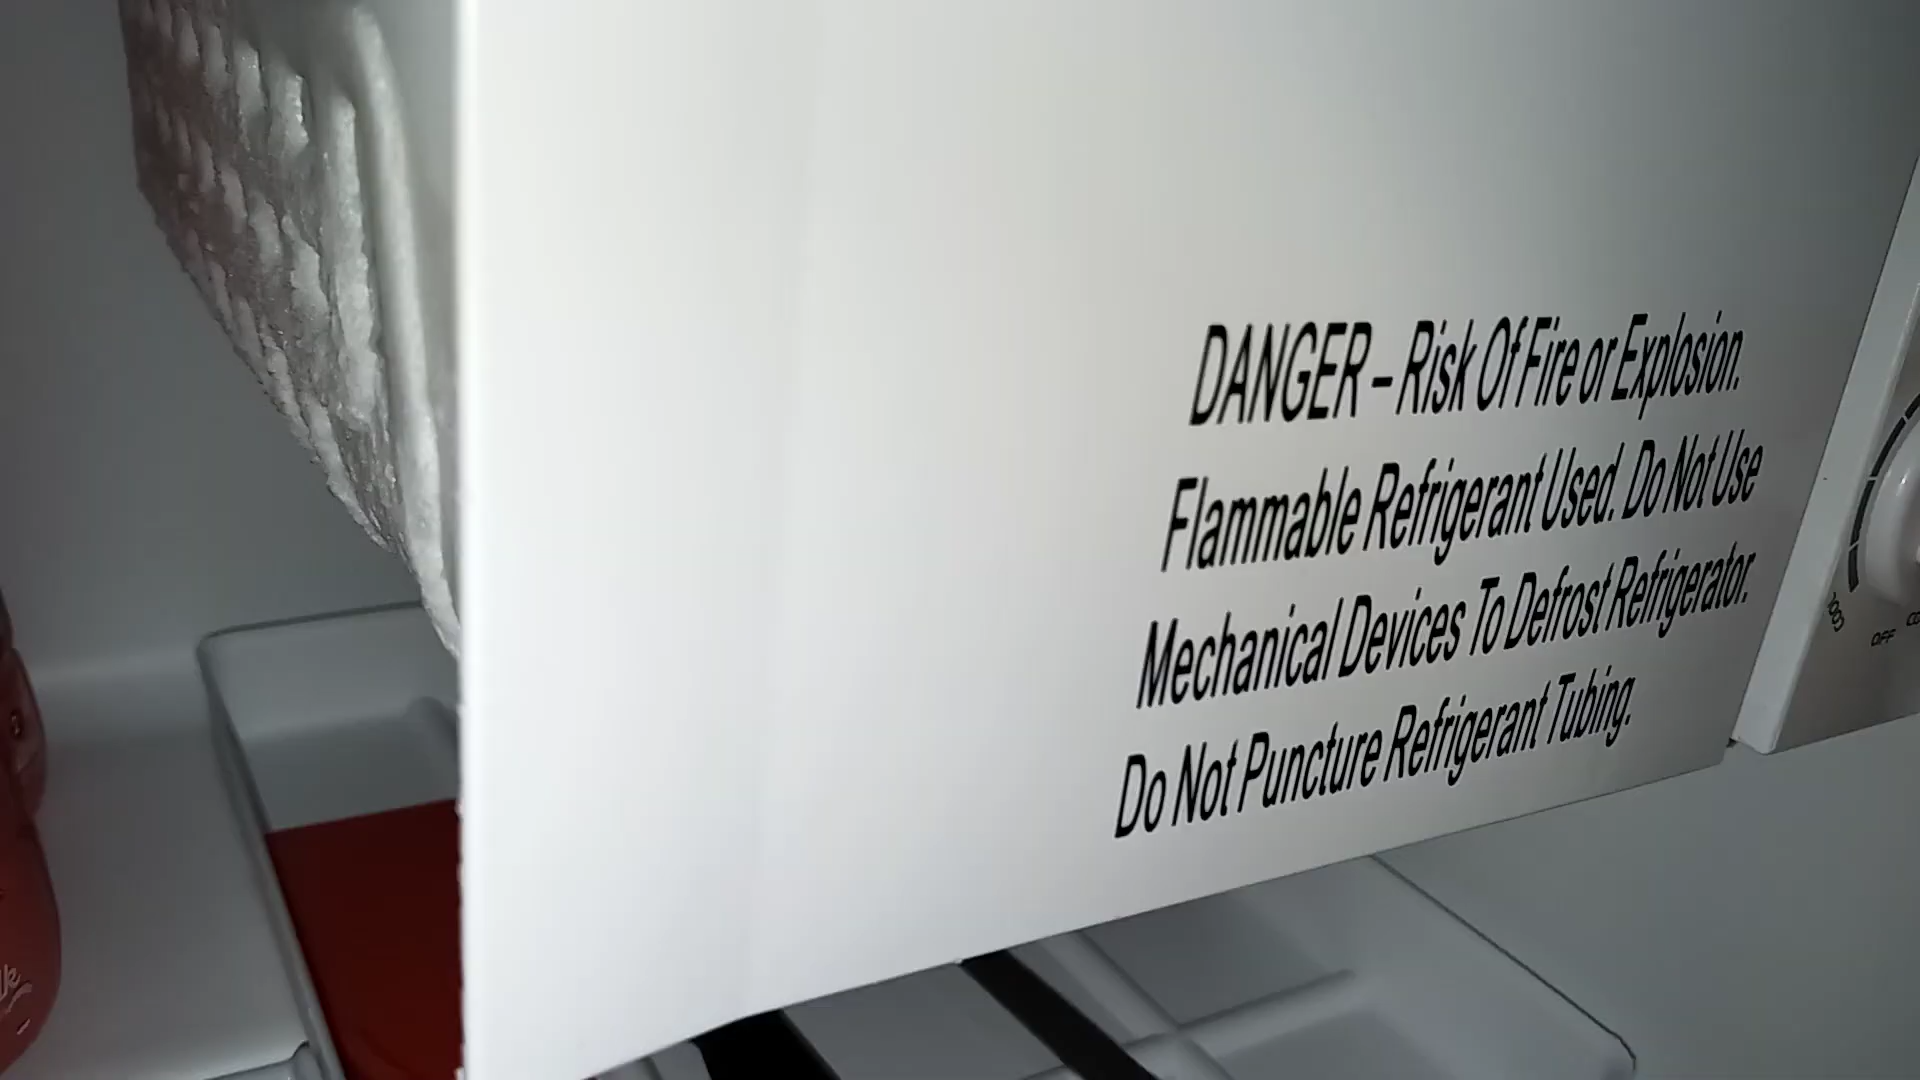 DANGER – Risk Of Fire or Explosion.
Flammable Refrigerant Used. Do Not Use
Mechanical Devices To Defrost Refrigerator.
Do Not Puncture Refrigerant Tubing.
OFF